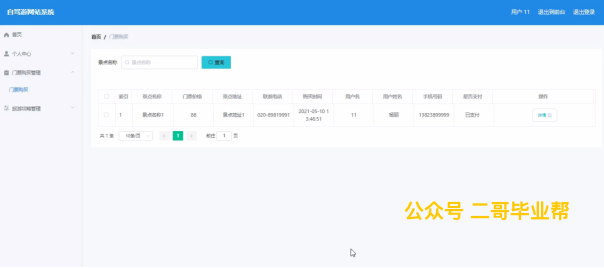 自驾游网站系统
用户 11 退出到前台 退出登录
首页
个人中心
门票购买管理
门票购买
旅游攻略管理
首页 / 门票购买
景点名称 景点名称 查询
索引 景点名称 门票价格 景点地址 联系电话 购买时间 用户名 用户姓名 手机号码 是否支付 操作
1 景点名称1 88 景点地址1 020-89819991 2021-05-10 1 11 13823899999 已支付 详情
3:46:51
共 1 条 10条/页 1 前往 1 页
公众号 二哥毕业帮